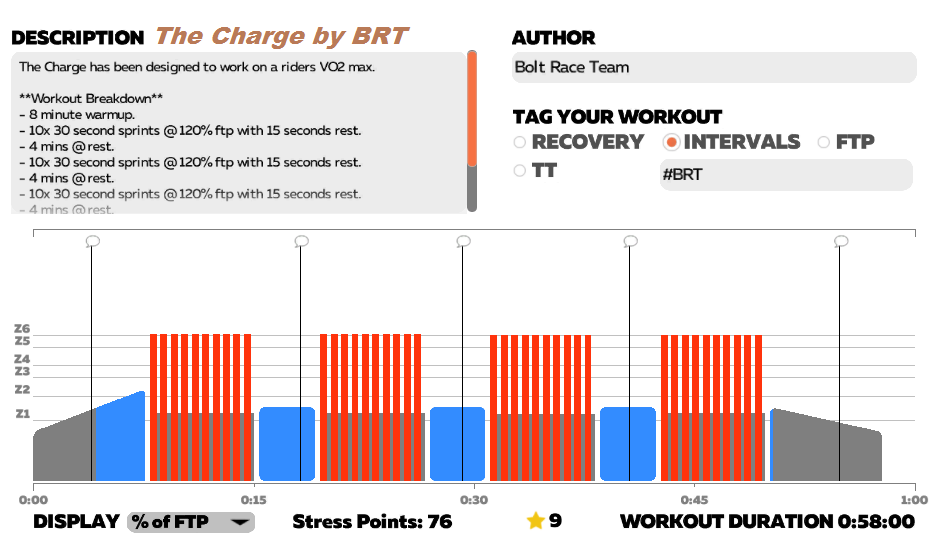 DESCRIPTION The Charge by BRT
The Charge has been designed to work on a riders VO2 max.
**Workout Breakdown**
- 8 minute warmup.
- 10x 30 second sprints @120% ftp with 15 seconds rest.
- 4 mins @rest.
- 10x 30 second sprints @120% ftp with 15 seconds rest.
- 4 mins @rest.
- 10x 30 second sprints @120% ftp with 15 seconds rest.
- 4 mins @rest.
AUTHOR
Bolt Race Team
TAG YOUR WORKOUT
RECOVERY INTERVALS FTP
TT #BRT
Z6
Z5
Z4
Z3
Z2
Z1
0:00 0:15 0:30 0:45 1:00
DISPLAY % of FTP Stress Points: 76 9 WORKOUT DURATION 0:58:00